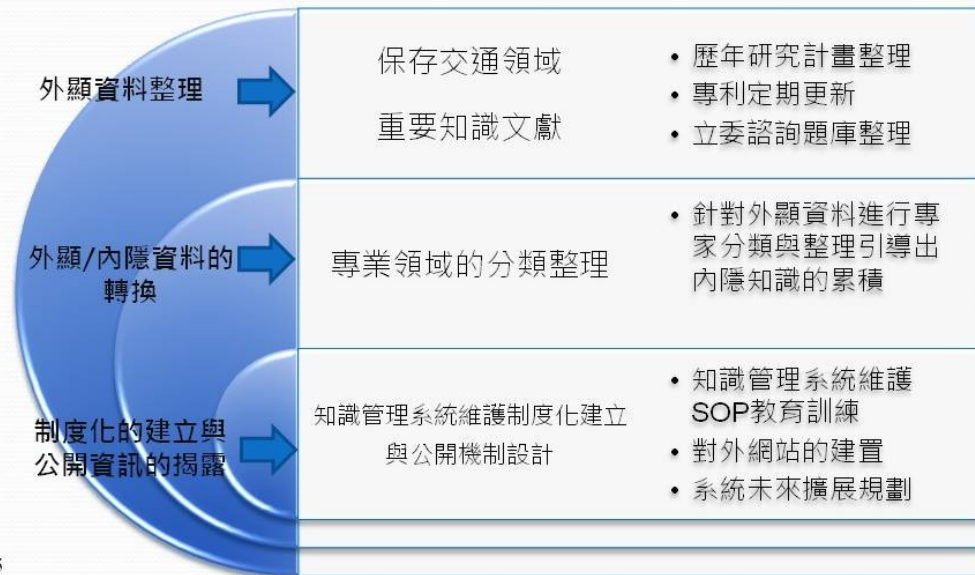 外顯資料整理
保存交通領域
重要知識文獻
• 歷年研究計畫整理
• 專利定期更新
• 立委諮詢題庫整理
外顯/內隱資料的
轉換
專業領域的分類整理
• 針對外顯資料進行專
家分類與整理引導出
內隱知識的累積
制度化的建立與
公開資訊的揭露
知識管理系統維護制度化建立
與公開機制設計
• 知識管理系統維護
SOP教育訓練
• 對外網站的建置
• 系統未來擴展規劃